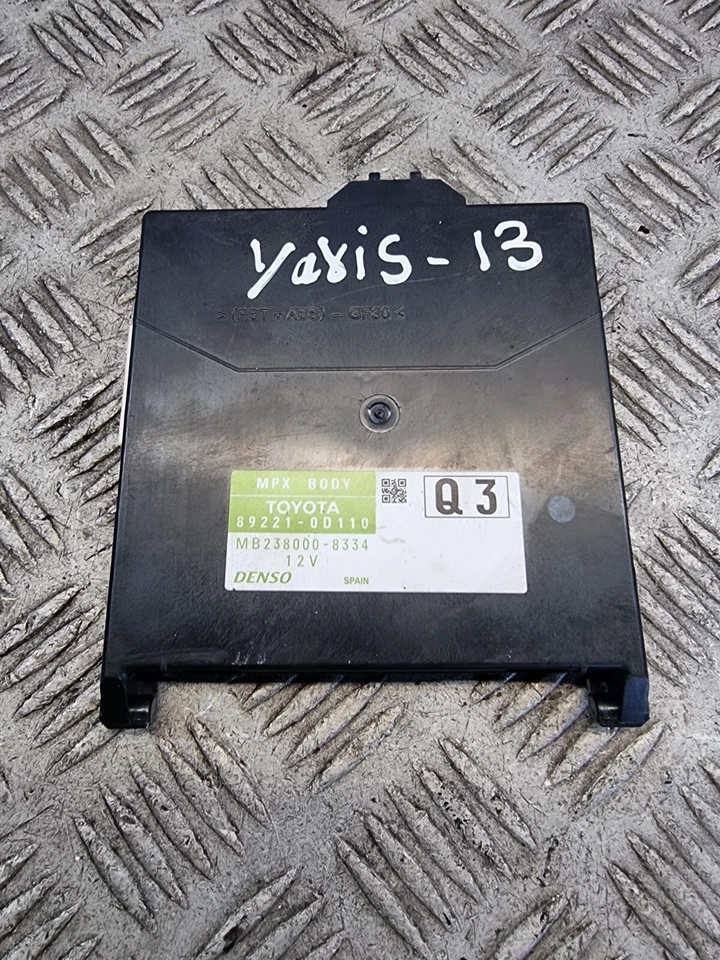 Yaris-13
>(PBT+ABS)-GF30<
MPX BODY
TOYOTA
89221-0D110
Q3
MB238000-8334
12V
DENSO
SPAIN